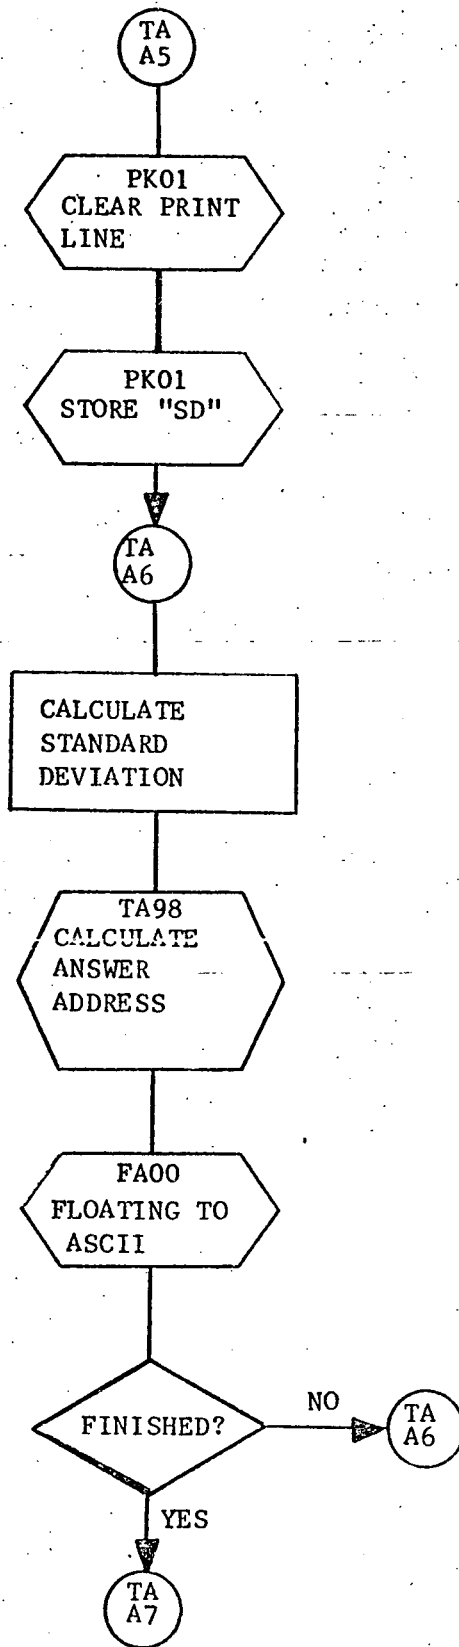 TA
A5
PK01
CLEAR PRINT
LINE
PK01
STORE "SD"
TA
A6
CALCULATE
STANDARD
DEVIATION
TA98
CALCULATE
ANSWER
ADDRESS
FA00
FLOATING TO
ASCII
FINISHED?
NO
TA
A6
YES
TA
A7